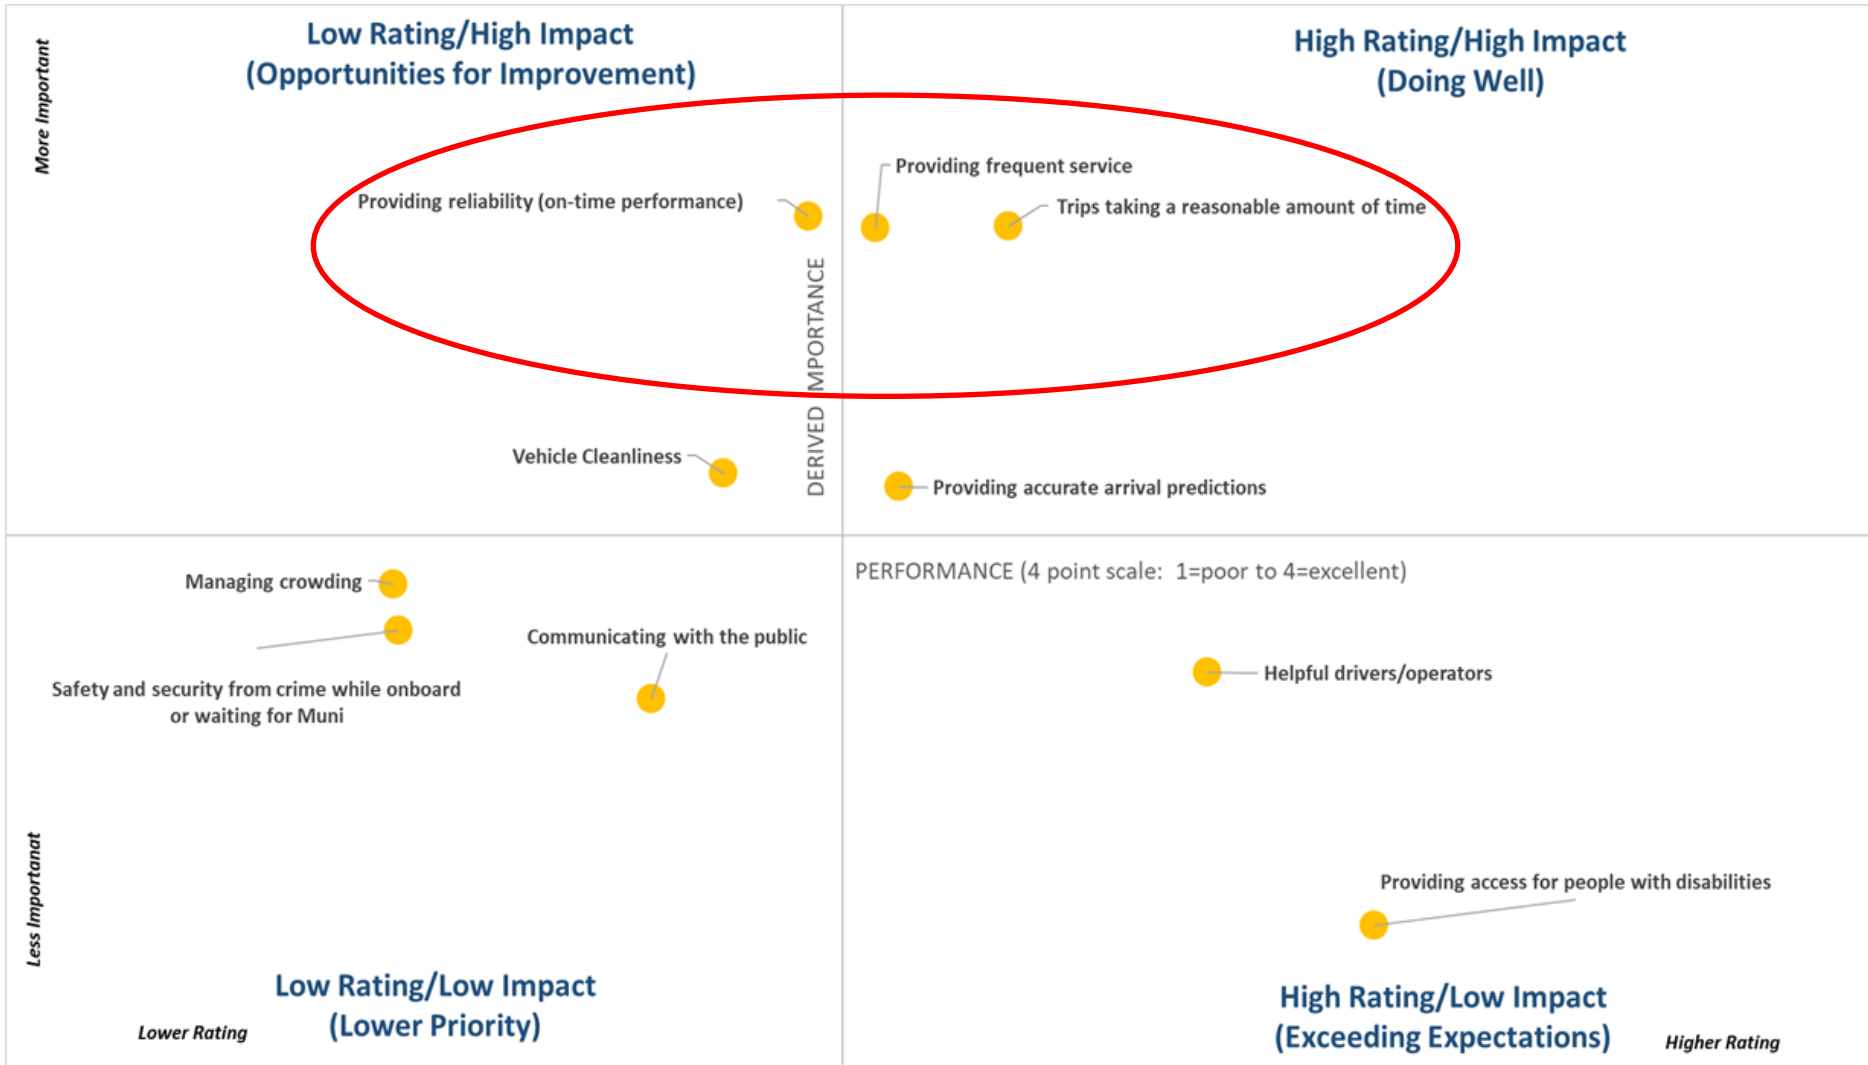 Low Rating/High Impact
(Opportunities for Improvement)
High Rating/High Impact
(Doing Well)
More Important
Providing frequent service
Providing reliability (on-time performance)
Trips taking a reasonable amount of time
DERIVED IMPORTANCE
Vehicle Cleanliness
Providing accurate arrival predictions
PERFORMANCE (4 point scale: 1=poor to 4=excellent)
Managing crowding
Communicating with the public
Safety and security from crime while onboard
or waiting for Muni
Helpful drivers/operators
Less Importanat
Providing access for people with disabilities
Low Rating/Low Impact
(Lower Priority)
High Rating/Low Impact
(Exceeding Expectations)
Lower Rating
Higher Rating